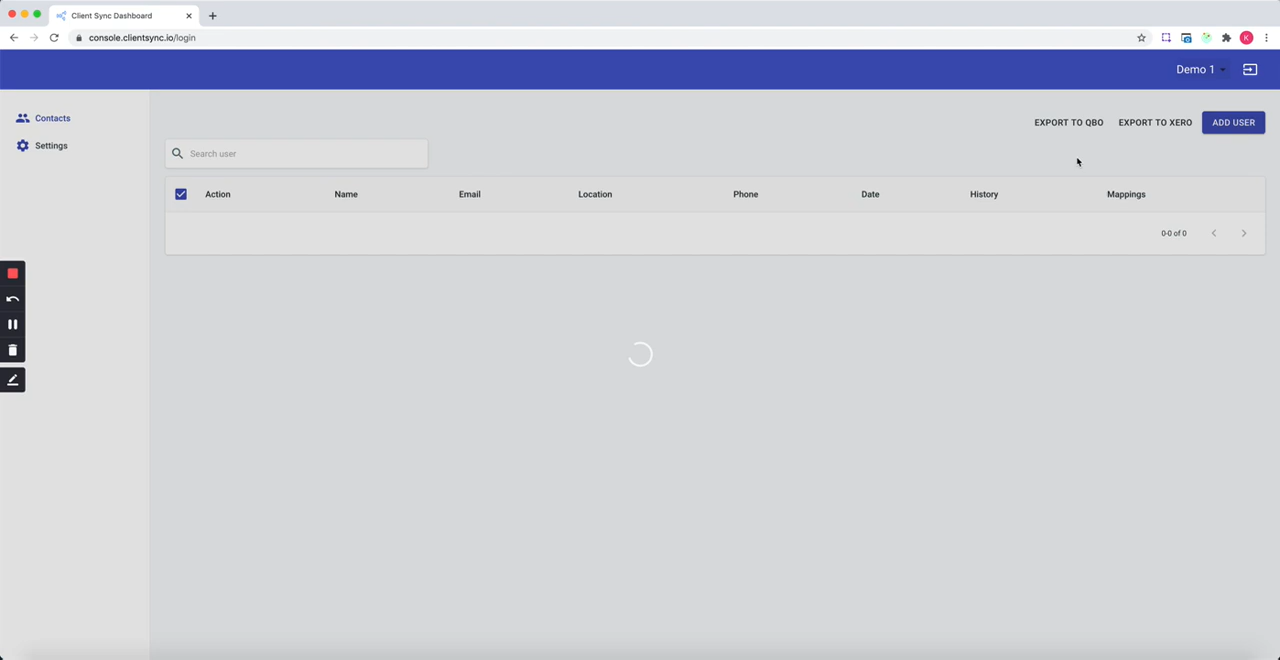 Client Sync Dashboard
console.clientsync.io/login
K
Demo 1
Contacts
Settings
EXPORT TO QBO EXPORT TO XERO ADD USER
Search user
Action Name Email Location Phone Date History Mappings
0-0 of 0